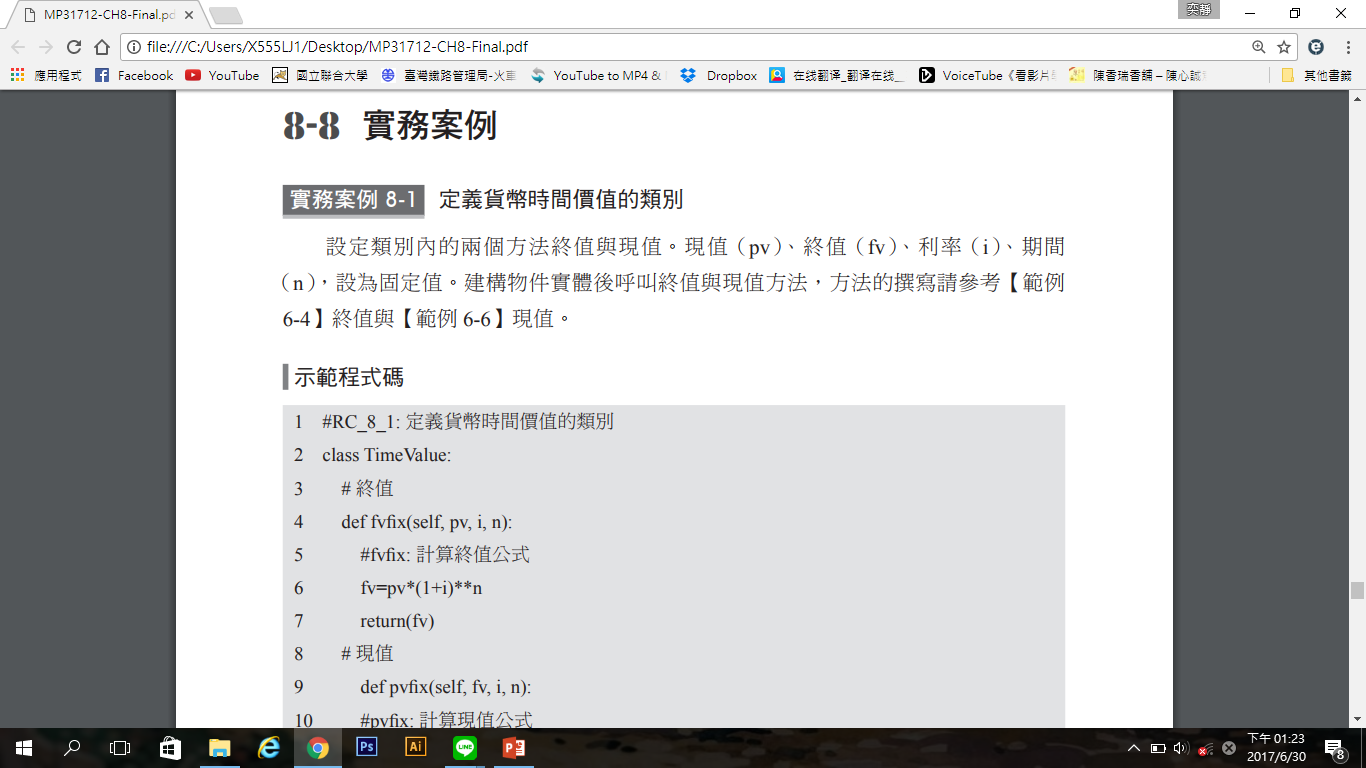 MP31712-CH8-Final.pd
奕靜
file:///C:/Users/X555LJ1/Desktop/MP31712-CH8-Final.pdf
應用程式 Facebook YouTube 國立聯合大學 臺灣鐵路管理局-火車 YouTube to MP4 & Dropbox 在线翻译_翻译在线_ VoiceTube《看影片 陳香瑞香舖 – 陳心誠 其他書籤
8-8 實務案例
實務案例 8-1 定義貨幣時間價值的類別
設定類別內的兩個方法終值與現值。現值（pv）、終值（fv）、利率（i）、期間
（n），設為固定值。建構物件實體後呼叫終值與現值方法，方法的撰寫請參考【範例
6-4】終值與【範例 6-6】現值。
示範程式碼
1 #RC_8_1: 定義貨幣時間價值的類別
2 class TimeValue:
3 # 終值
4 def fvfix(self, pv, i, n):
5 #fvfix: 計算終值公式
6 fv=pv*(1+i)**n
7 return(fv)
8 # 現值
9 def pvfix(self, fv, i, n):
10 #pvfix: 計算現值公式
Ps Ai LINE
下午 01:23
2017/6/30
8